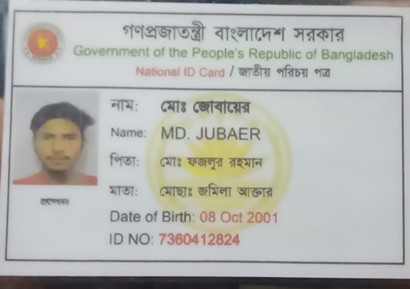 গণপ্রজাতন্ত্রী বাংলাদেশ সরকার
Government of the People's Republic of Bangladesh
National ID Card / জাতীয় পরিচয় পত্র
নাম: মোঃ জোবায়ের
Name: MD. JUBAER
পিতা: মোঃ ফজলুর রহমান
মাতা: মোছাঃ জমিলা আক্তার
Date of Birth: 08 Oct 2001
ID NO: 7360412824